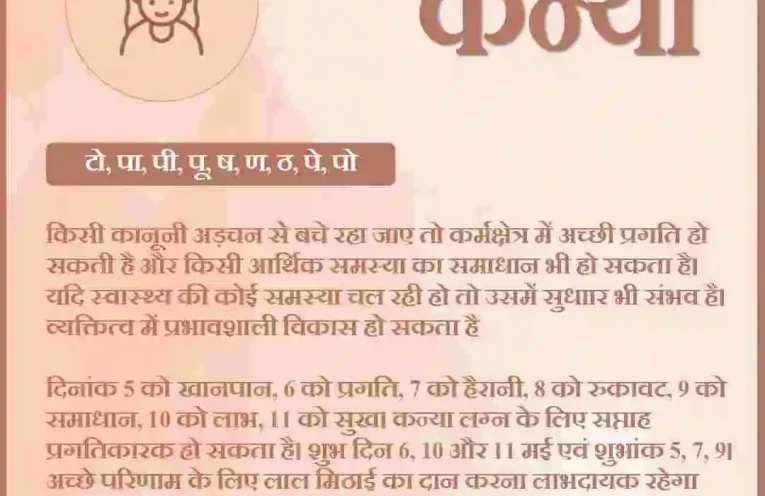 कन्या
टो, पा, पी, पू, ष, ण, ठ, पे, पो
किसी कानूनी अड़चन से बचे रहा जाए तो कर्मक्षेत्र में अच्छी प्रगति हो
सकती है और किसी आर्थिक समस्या का समाधान भी हो सकता है।
यदि स्वास्थ्य की कोई समस्या चल रही हो तो उसमें सुधाार भी संभव है।
व्यक्तित्व में प्रभावशाली विकास हो सकता है
दिनांक 5 को खानपान, 6 को प्रगति, 7 को हैरानी, 8 को रुकावट, 9 को
समाधान, 10 को लाभ, 11 को सुख। कन्या लग्न के लिए सप्ताह
प्रगतिकारक हो सकता है। शुभ दिन 6, 10 और 11 मई एवं शुभांक 5, 7, 9।
अच्छे परिणाम के लिए लाल मिठाई का दान करना लाभदायक रहेगा